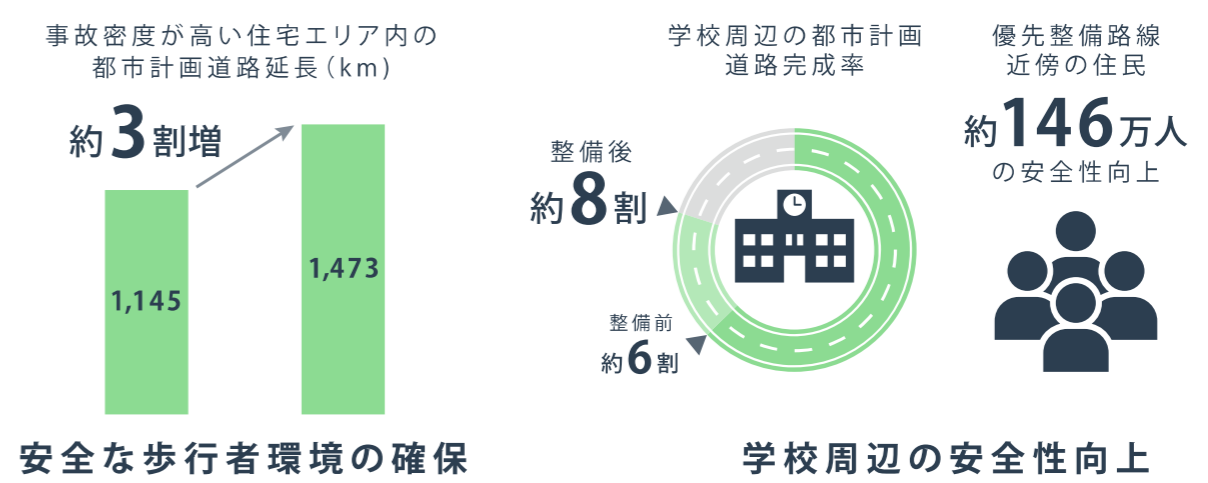 事故密度が高い住宅エリア内の
都市計画道路延長（km）
約3割増
1,145
1,473
安全な歩行者環境の確保
学校周辺の都市計画
道路完成率
整備後
約8割
整備前
約6割
優先整備路線
近傍の住民
約146万人
の安全性向上
学校周辺の安全性向上